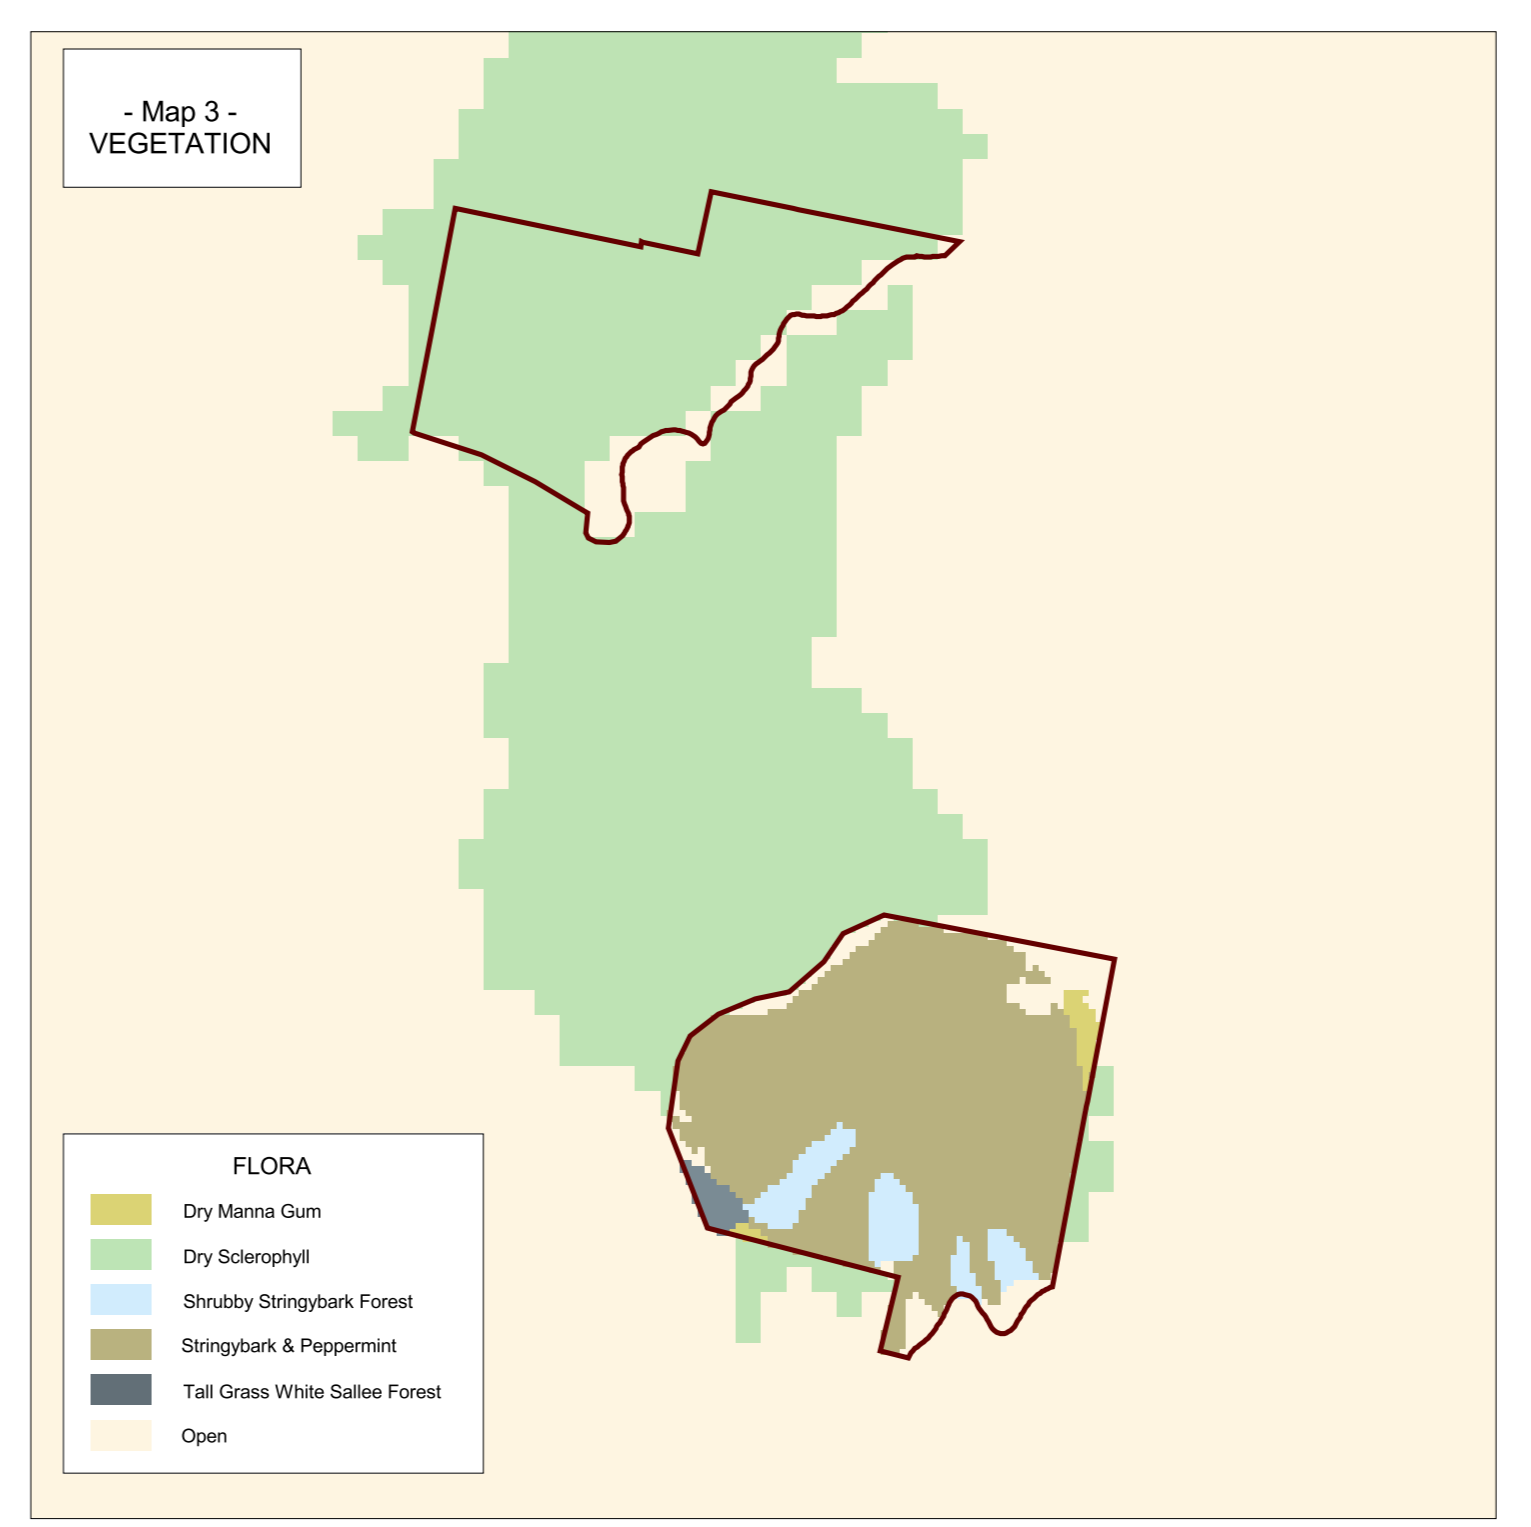 - Map 3 -
VEGETATION
FLORA
Dry Manna Gum
Dry Sclerophyll
Shrubby Stringybark Forest
Stringybark & Peppermint
Tall Grass White Sallee Forest
Open